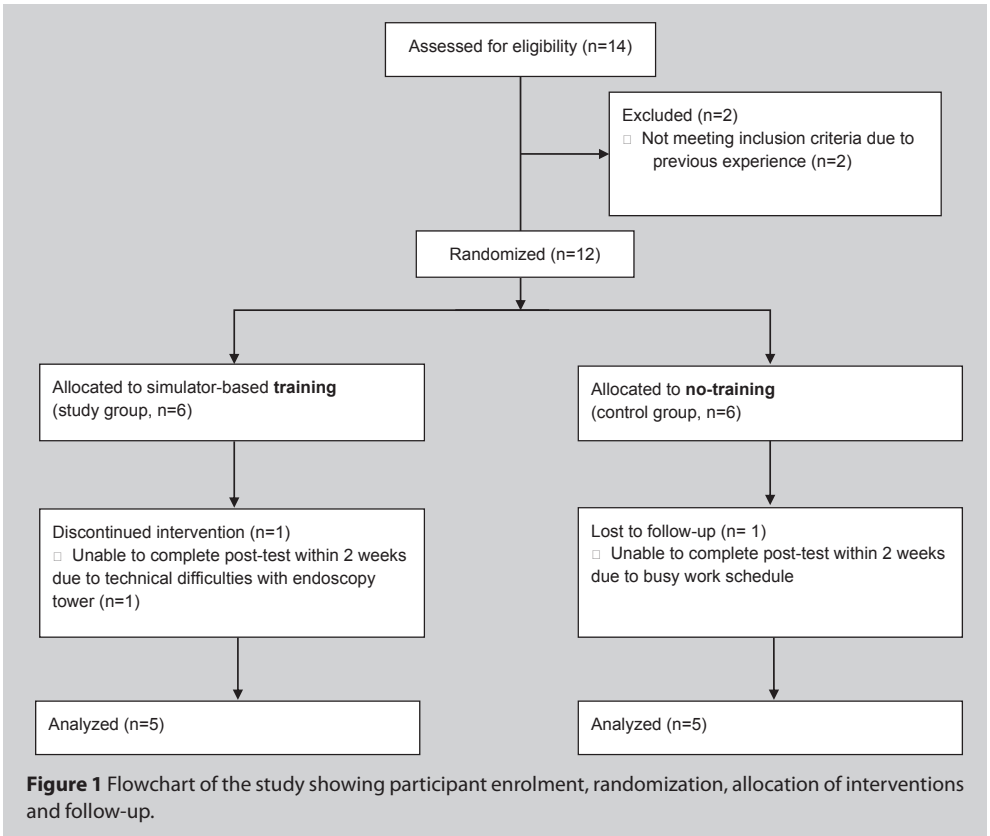 Assessed for eligibility (n=14)
Excluded (n=2)
□ Not meeting inclusion criteria due to
previous experience (n=2)
Randomized (n=12)
Allocated to simulator-based training
(study group, n=6)
Allocated to no-training
(control group, n=6)
Discontinued intervention (n=1)
□ Unable to complete post-test within 2 weeks
due to technical difficulties with endoscopy
tower (n=1)
Lost to follow-up (n= 1)
□ Unable to complete post-test within 2 weeks
due to busy work schedule
Analyzed (n=5)
Analyzed (n=5)
Figure 1 Flowchart of the study showing participant enrolment, randomization, allocation of interventions
and follow-up.